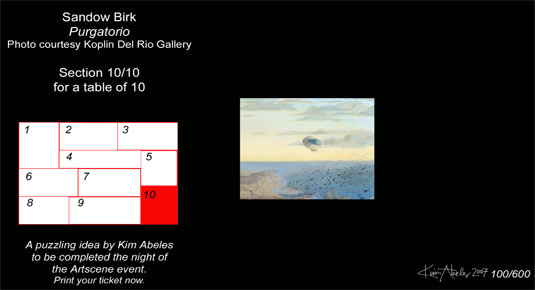 Sandow Birk
Purgatorio
Photo courtesy Koplin Del Rio Gallery
Section 10/10
for a table of 10
1 2 3
4 5
6 7
8 9 10
A puzzling idea by Kim Abeles
to be completed the night of
the Artscene event.
Print your ticket now.
Kim Abeles 2007 100/600